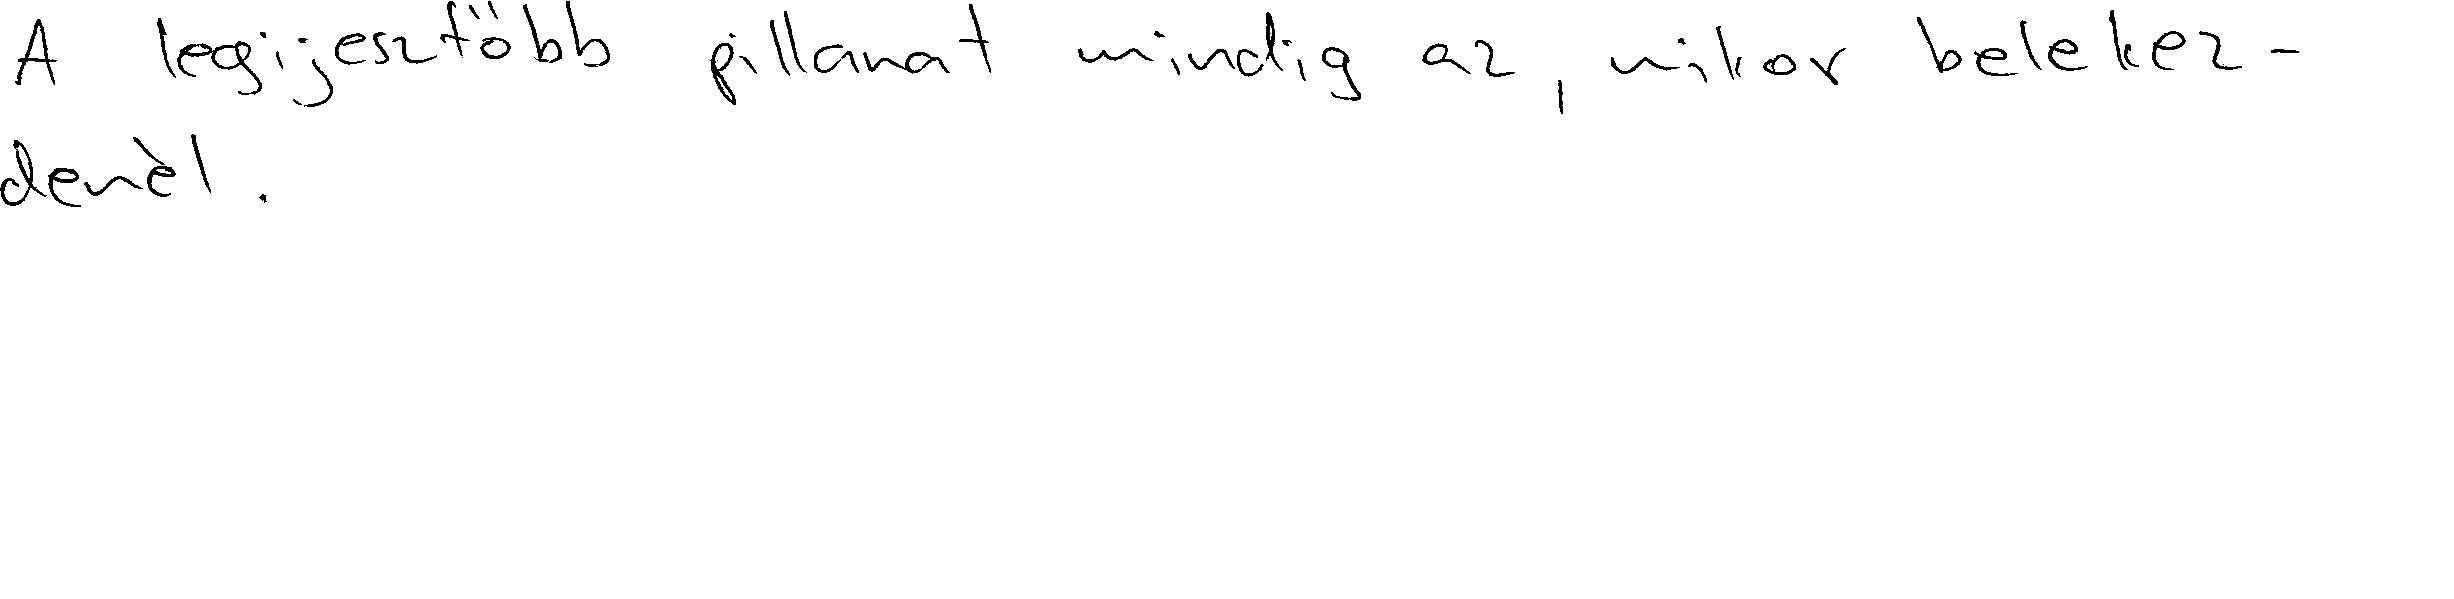 A legijesztőbb pillanat mindig az, mikor belekez-
denél.